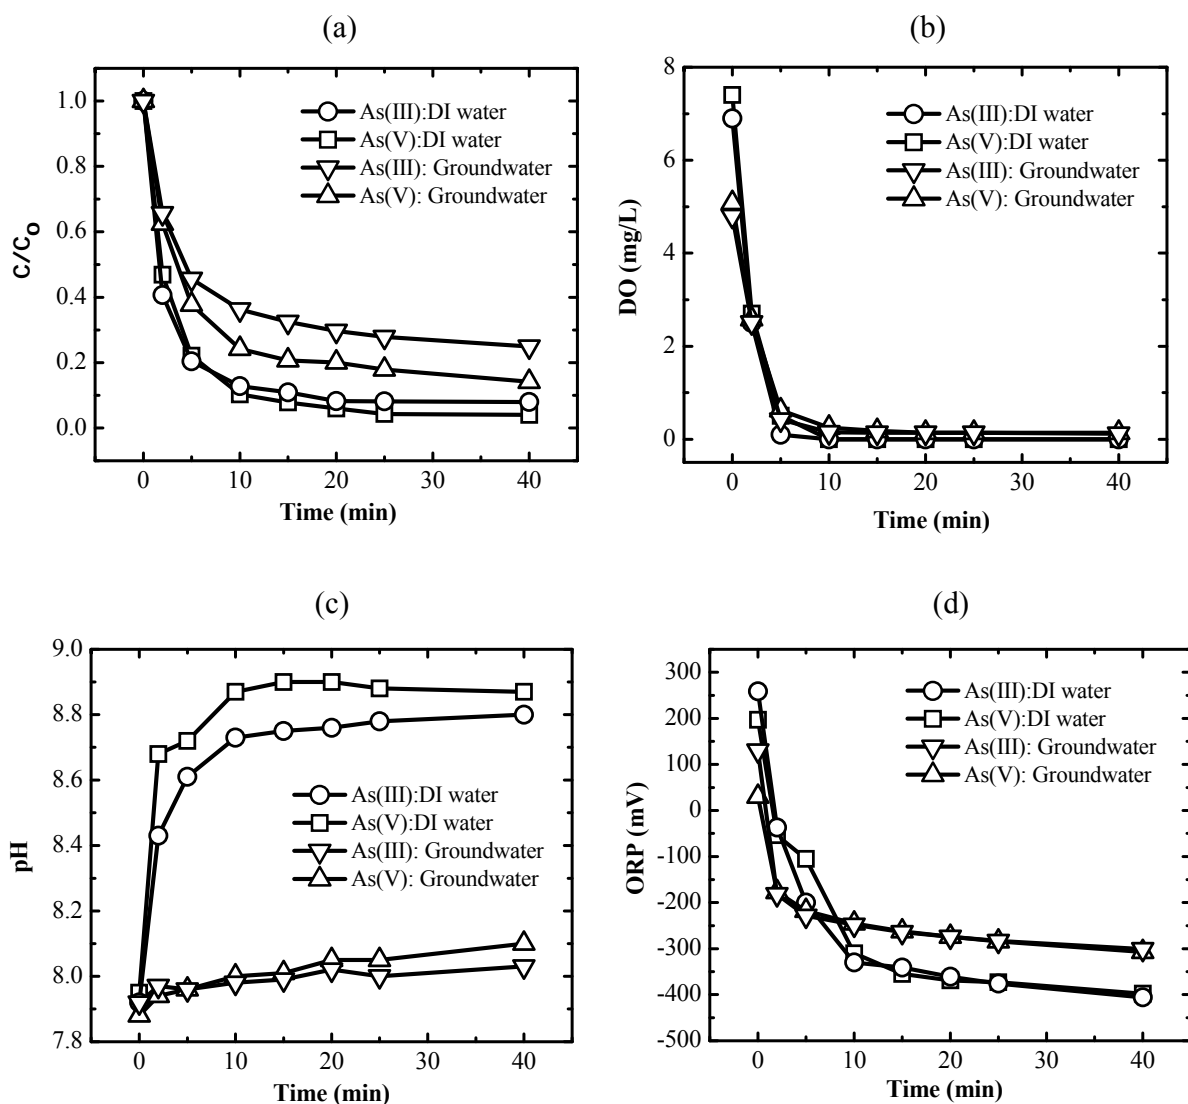 (a)
1.0
0.8
0.6
0.4
0.2
0.0
C/C₀
As(III):DI water
As(V):DI water
As(III): Groundwater
As(V): Groundwater
0 10 20 30 40
Time (min)
(b)
8
6
4
2
0
DO (mg/L)
As(III):DI water
As(V):DI water
As(III): Groundwater
As(V): Groundwater
0 10 20 30 40
Time (min)
(c)
9.0
8.8
8.6
8.4
8.2
8.0
7.8
pH
As(III):DI water
As(V):DI water
As(III): Groundwater
As(V): Groundwater
0 10 20 30 40
Time (min)
(d)
300
200
100
0
-100
-200
-300
-400
-500
ORP (mV)
As(III):DI water
As(V):DI water
As(III): Groundwater
As(V): Groundwater
0 10 20 30 40
Time (min)